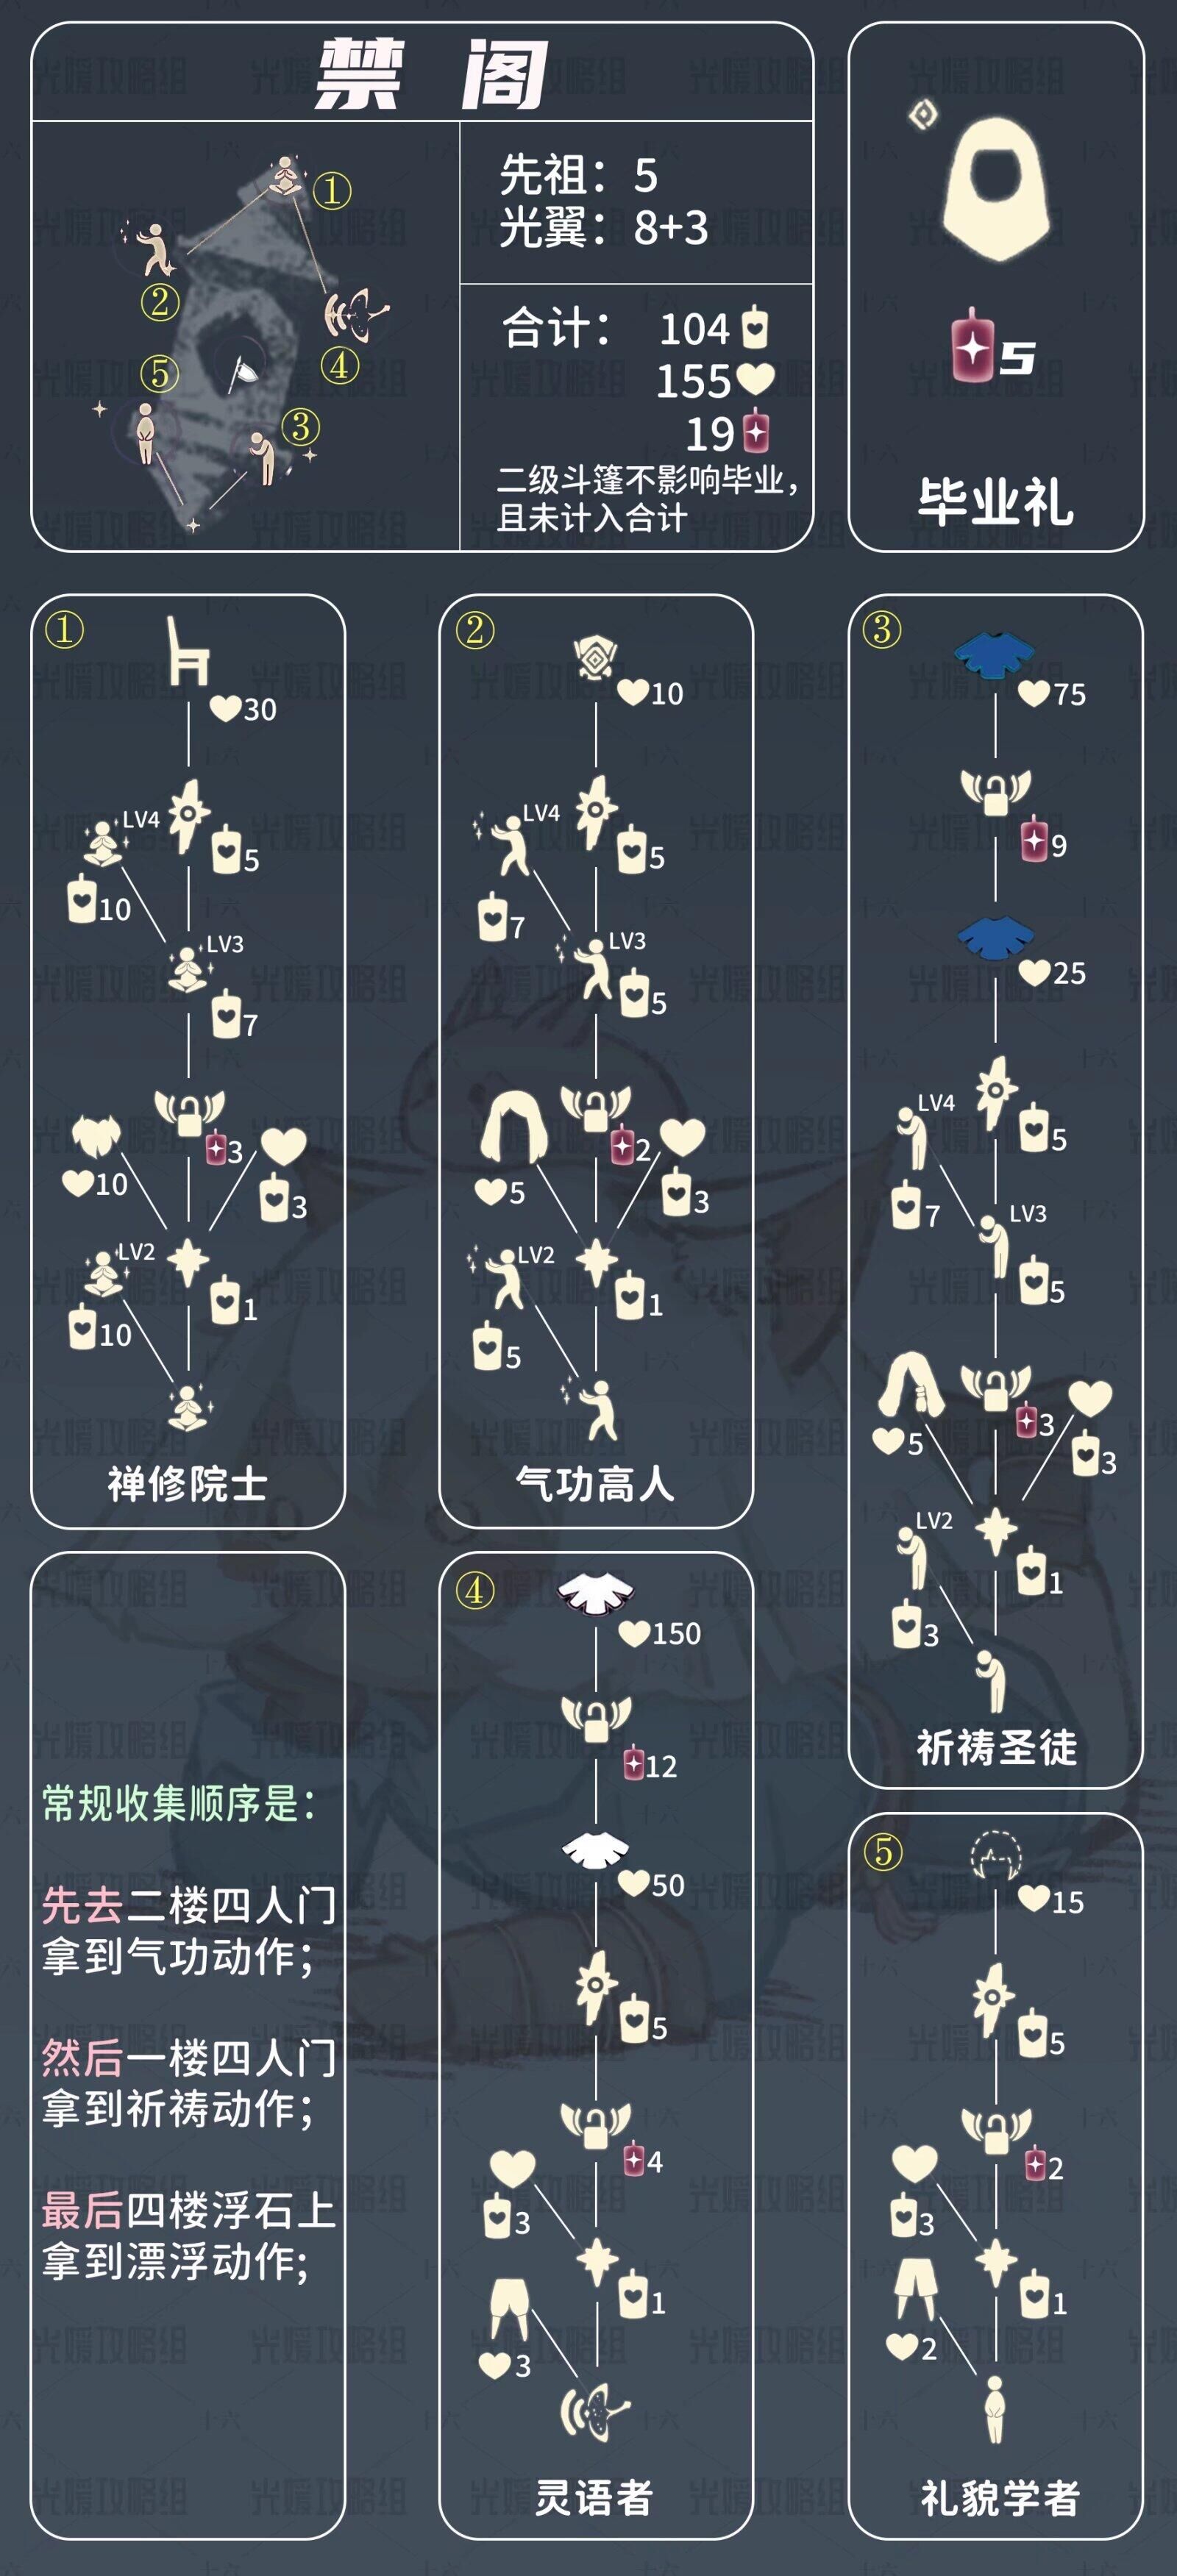 禁 阁
①
②
⑤
④
③
先祖：5
光翼：8+3
合计： 104
155
19
二级斗篷不影响毕业，
且未计入合计
5
毕业礼
①
30
LV4
5
10
LV3
7
3
10
3
LV2
1
10
禅修院士
②
10
LV4
5
7
LV3
5
2
5
3
LV2
1
5
气功高人
③
75
9
25
LV4
5
7
LV3
5
3
5
3
LV2
1
3
祈祷圣徒
常规收集顺序是：
先去二楼四人门
拿到气功动作；
然后一楼四人门
拿到祈祷动作；
最后四楼浮石上
拿到漂浮动作;
④
150
12
50
5
4
3
1
3
灵语者
⑤
15
5
2
3
1
2
礼貌学者
光媛攻略组
十六